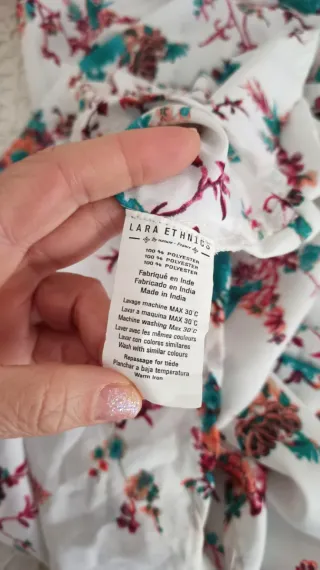 LARA ETHNICS
100 % POLYESTER
100 % POLYESTER
100 % POLYESTER
Fabriqué en Inde
Fabricado en India
Made in India
Lavage machine MAX 30°C
Lavar a maquina MAX 30°C
Machine washing Max 30°C
Laver avec les mêmes couleurs
Lavar con colores similares
Wash with similar colours
Repassage fer tiède
Planchar a baja temperatura
Warm iron